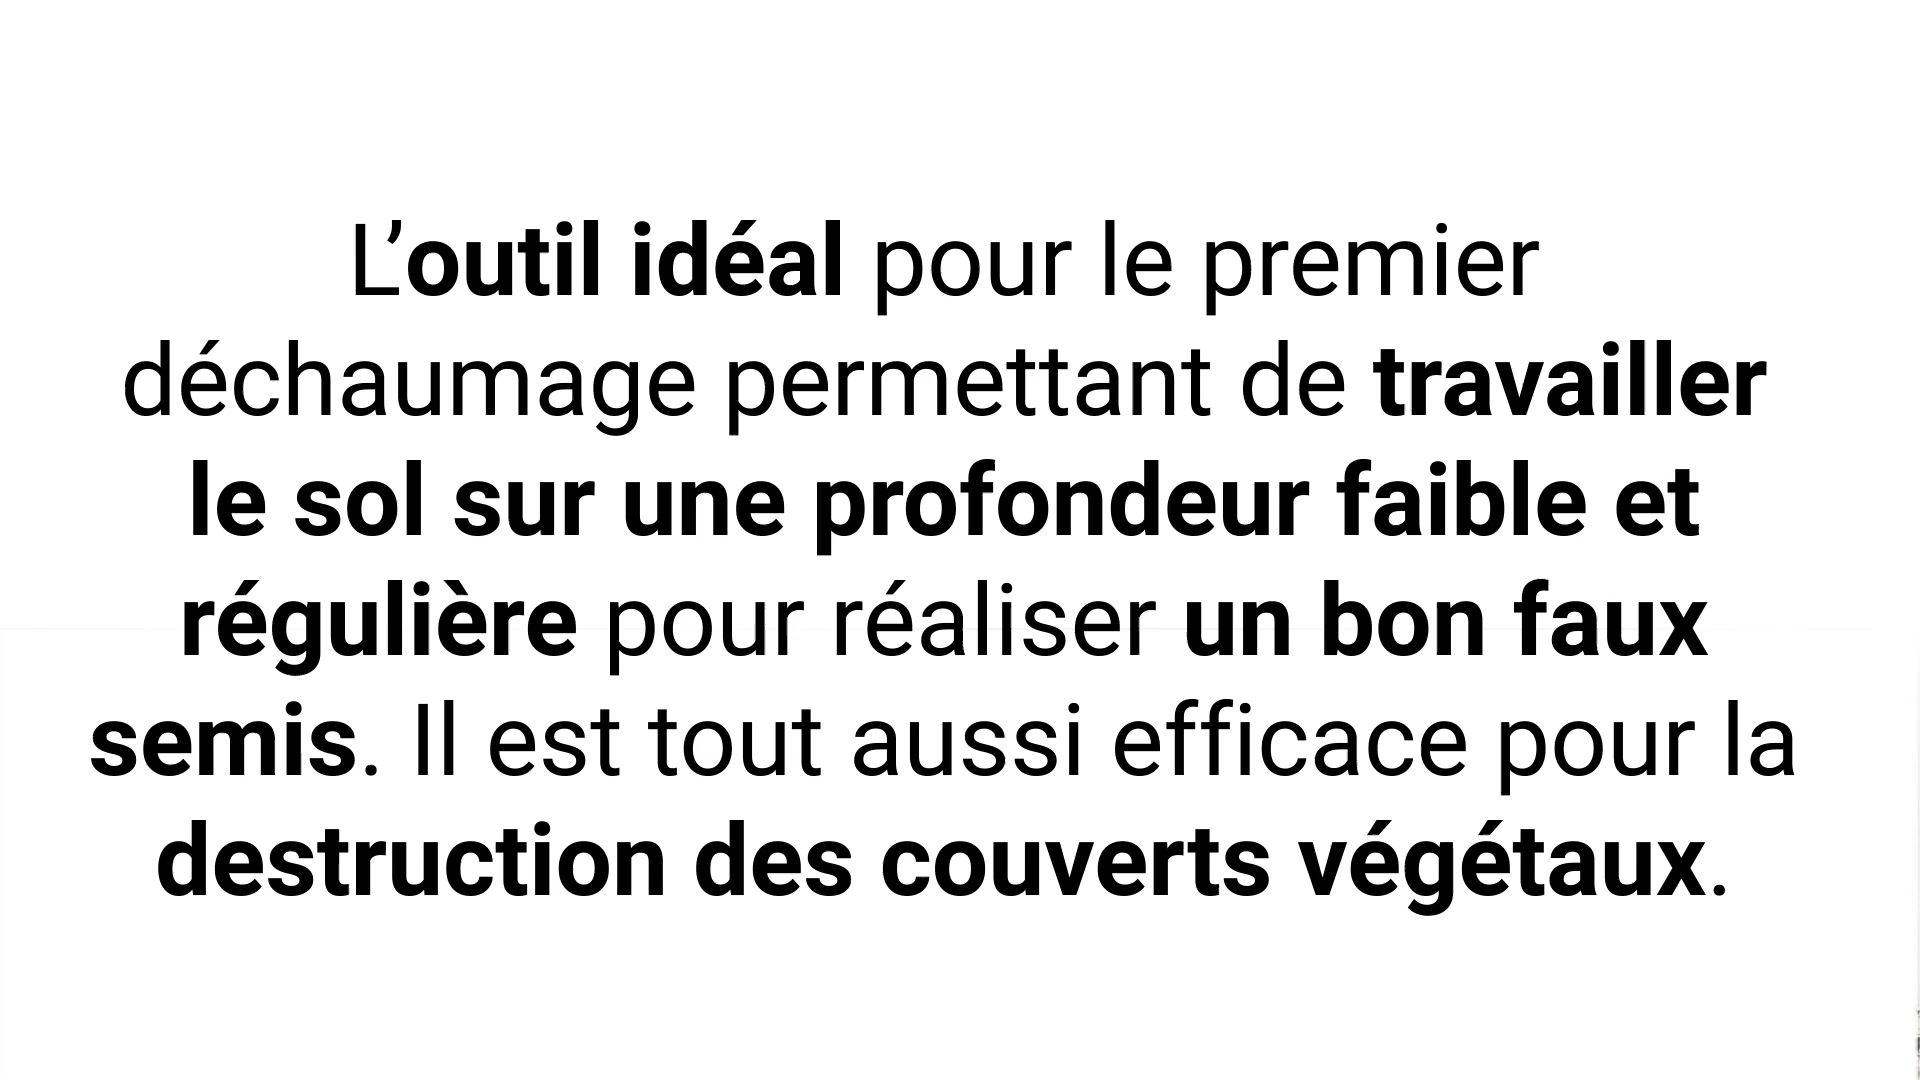 L’outil idéal pour le premier
déchaumage permettant de travailler
le sol sur une profondeur faible et
régulière pour réaliser un bon faux
semis. Il est tout aussi efficace pour la
destruction des couverts végétaux.